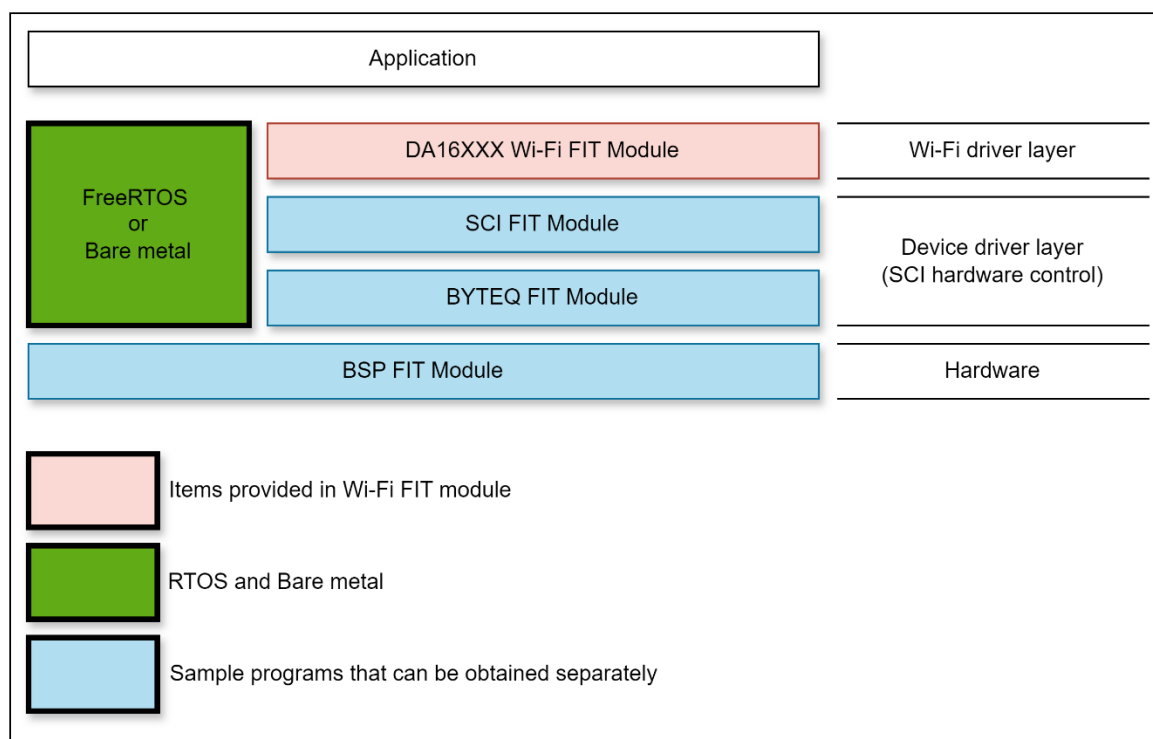 Application
FreeRTOS
or
Bare metal
DA16XXX Wi-Fi FIT Module
Wi-Fi driver layer
SCI FIT Module
BYTEQ FIT Module
Device driver layer
(SCI hardware control)
BSP FIT Module
Hardware
Items provided in Wi-Fi FIT module
RTOS and Bare metal
Sample programs that can be obtained separately